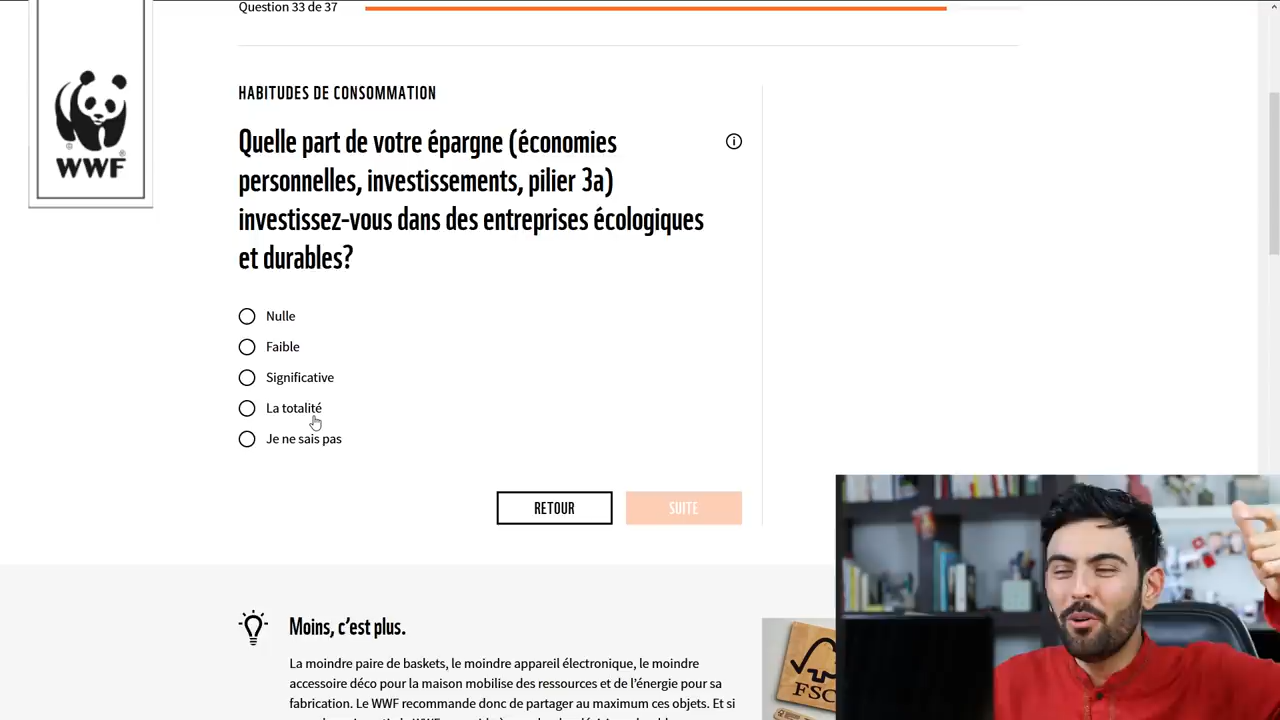 Question 33 de 37
WWF
HABITUDES DE CONSOMMATION
Quelle part de votre épargne (économies
personnelles, investissements, pilier 3a)
investissez-vous dans des entreprises écologiques
et durables?
Nulle
Faible
Significative
La totalité
Je ne sais pas
RETOUR
SUITE
Moins, c'est plus.
La moindre paire de baskets, le moindre appareil électronique, le moindre
accessoire déco pour la maison mobilise des ressources et de l'énergie pour sa
fabrication. Le WWF recommande donc de partager au maximum ces objets. Et si
FSC